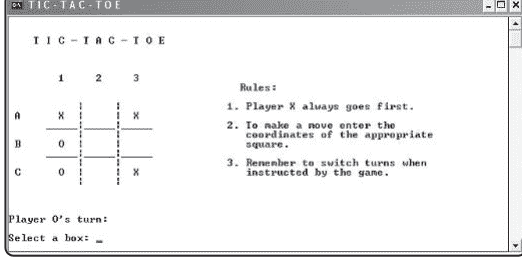 TIC-TAC-TOE
T I C - T A C - T O E
1 2 3
Rules:
A X X
1. Player X always goes first.
2. To make a move enter the
coordinates of the appropriate
square.
B O
3. Remember to switch turns when
instructed by the game.
C O X
Player O's turn:
Select a box: _